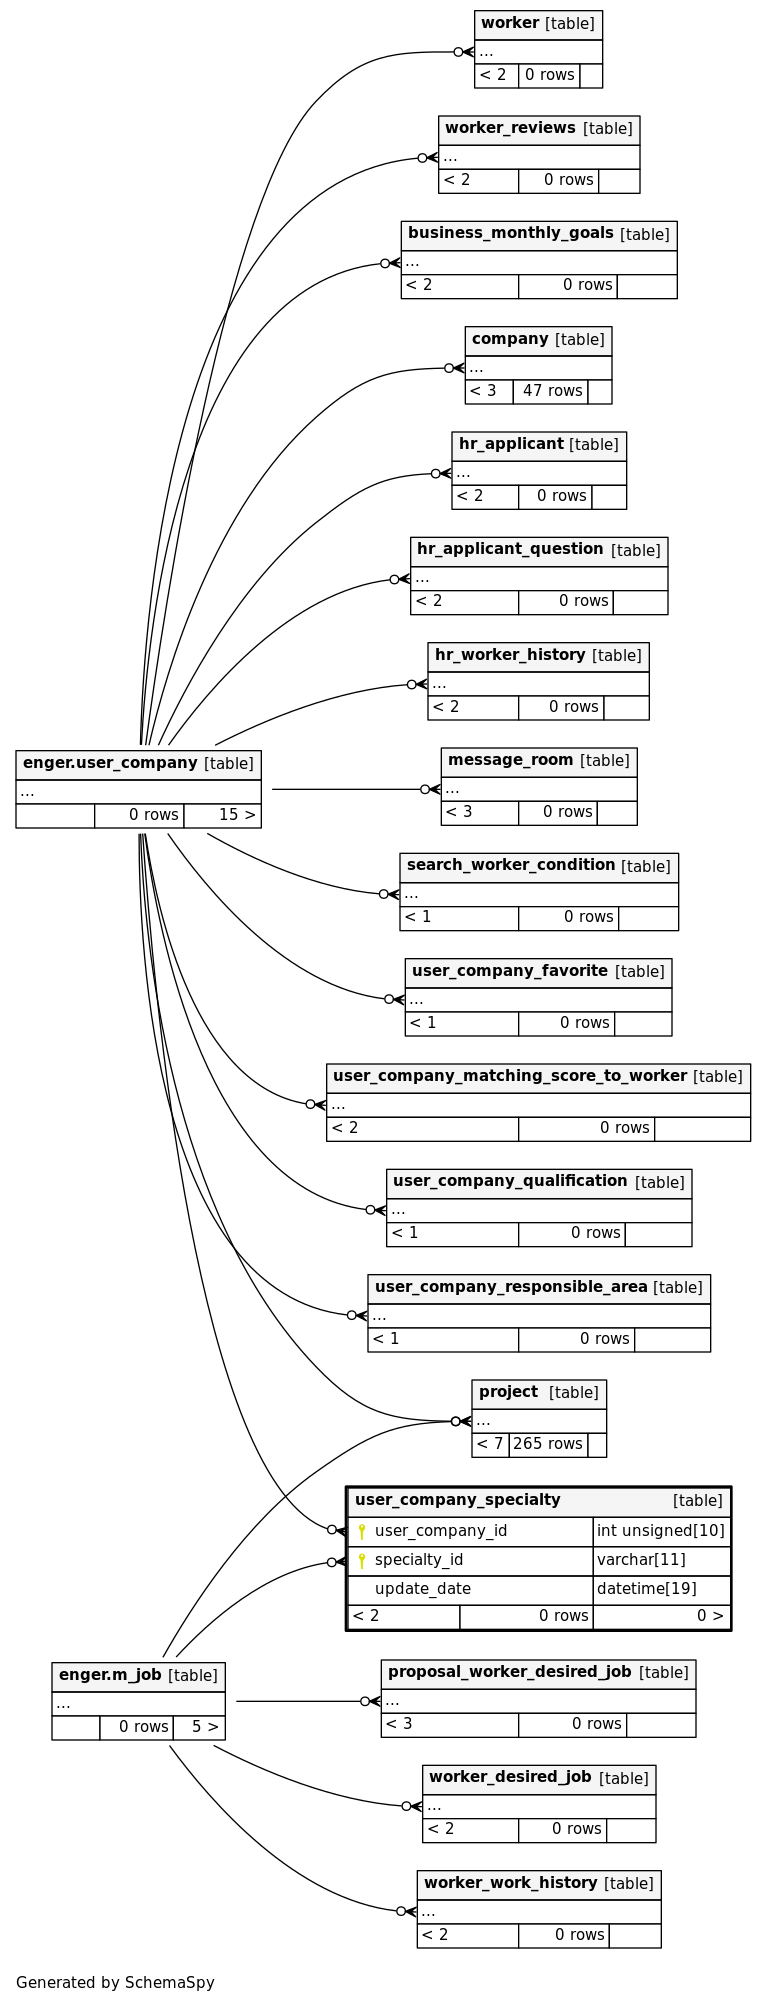 worker [table]
...
< 2 0 rows
worker_reviews [table]
...
< 2 0 rows
business_monthly_goals [table]
...
< 2 0 rows
company [table]
...
< 3 47 rows
hr_applicant [table]
...
< 2 0 rows
hr_applicant_question [table]
...
< 2 0 rows
hr_worker_history [table]
...
< 2 0 rows
enger.user_company [table]
...
0 rows 15 >
message_room [table]
...
< 3 0 rows
search_worker_condition [table]
...
< 1 0 rows
user_company_favorite [table]
...
< 1 0 rows
user_company_matching_score_to_worker [table]
...
< 2 0 rows
user_company_qualification [table]
...
< 1 0 rows
user_company_responsible_area [table]
...
< 1 0 rows
project [table]
...
< 7 265 rows
user_company_specialty [table]
user_company_id int unsigned[10]
specialty_id varchar[11]
update_date datetime[19]
< 2 0 rows 0 >
enger.m_job [table]
...
0 rows 5 >
proposal_worker_desired_job [table]
...
< 3 0 rows
worker_desired_job [table]
...
< 2 0 rows
worker_work_history [table]
...
< 2 0 rows
Generated by SchemaSpy